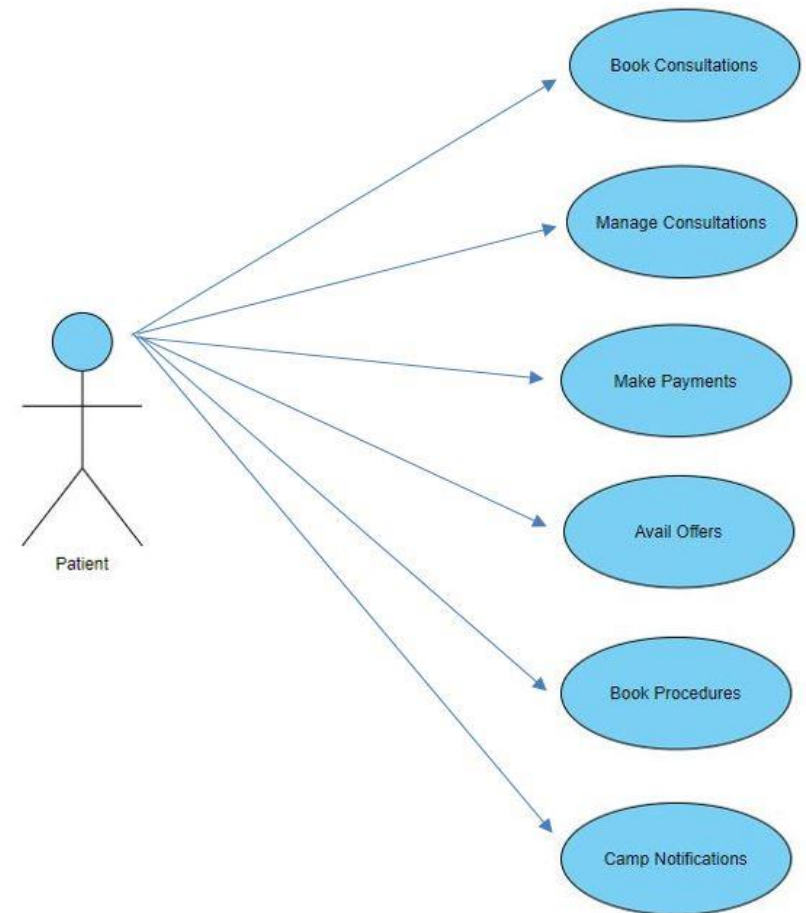 Book Consultations
Manage Consultations
Make Payments
Avail Offers
Patient
Book Procedures
Camp Notifications